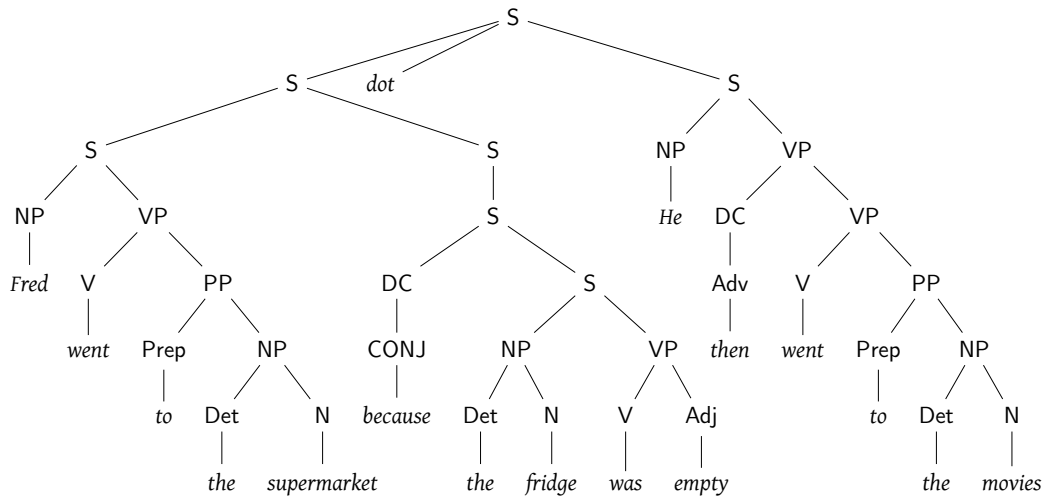 S
S dot S
S S NP VP
NP VP S He DC VP
Fred V PP DC S Adv V PP
went Prep NP CONJ NP VP then went Prep NP
to Det N because Det N V Adj to Det N
the supermarket the fridge was empty the movies